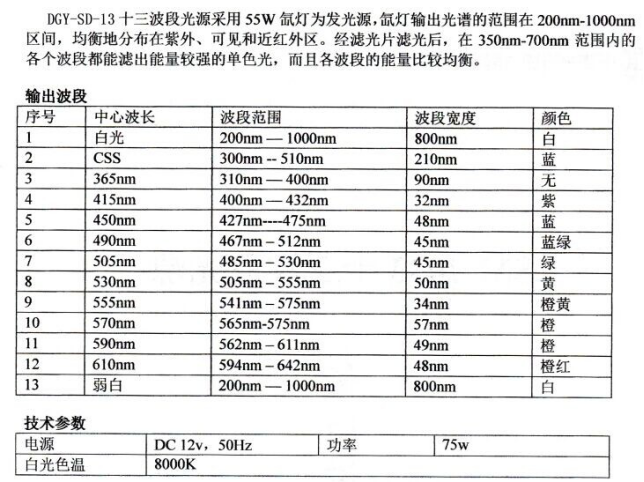 DGY-SD-13 十三波段光源采用 55W 氙灯为发光源，氙灯输出光谱的范围在 200nm-1000nm
区间，均衡地分布在紫外、可见和近红外区。经滤光片滤光后，在 350nm-700nm 范围内的
各个波段都能滤出能量较强的单色光，而且各波段的能量比较均衡。
输出波段
序号 中心波长 波段范围 波段宽度 颜色
1 白光 200nm — 1000nm 800nm 白
2 CSS 300nm -- 510nm 210nm 蓝
3 365nm 310nm — 400nm 90nm 无
4 415nm 400nm — 432nm 32nm 紫
5 450nm 427nm----475nm 48nm 蓝
6 490nm 467nm – 512nm 45nm 蓝绿
7 505nm 485nm – 530nm 45nm 绿
8 530nm 505nm – 555nm 50nm 黄
9 555nm 541nm – 575nm 34nm 橙黄
10 570nm 565nm-575nm 57nm 橙
11 590nm 562nm – 611nm 49nm 橙
12 610nm 594nm – 642nm 48nm 橙红
13 弱白 200nm — 1000nm 800nm 白
技术参数
电源 DC 12v，50Hz 功率 75w
白光色温 8000K